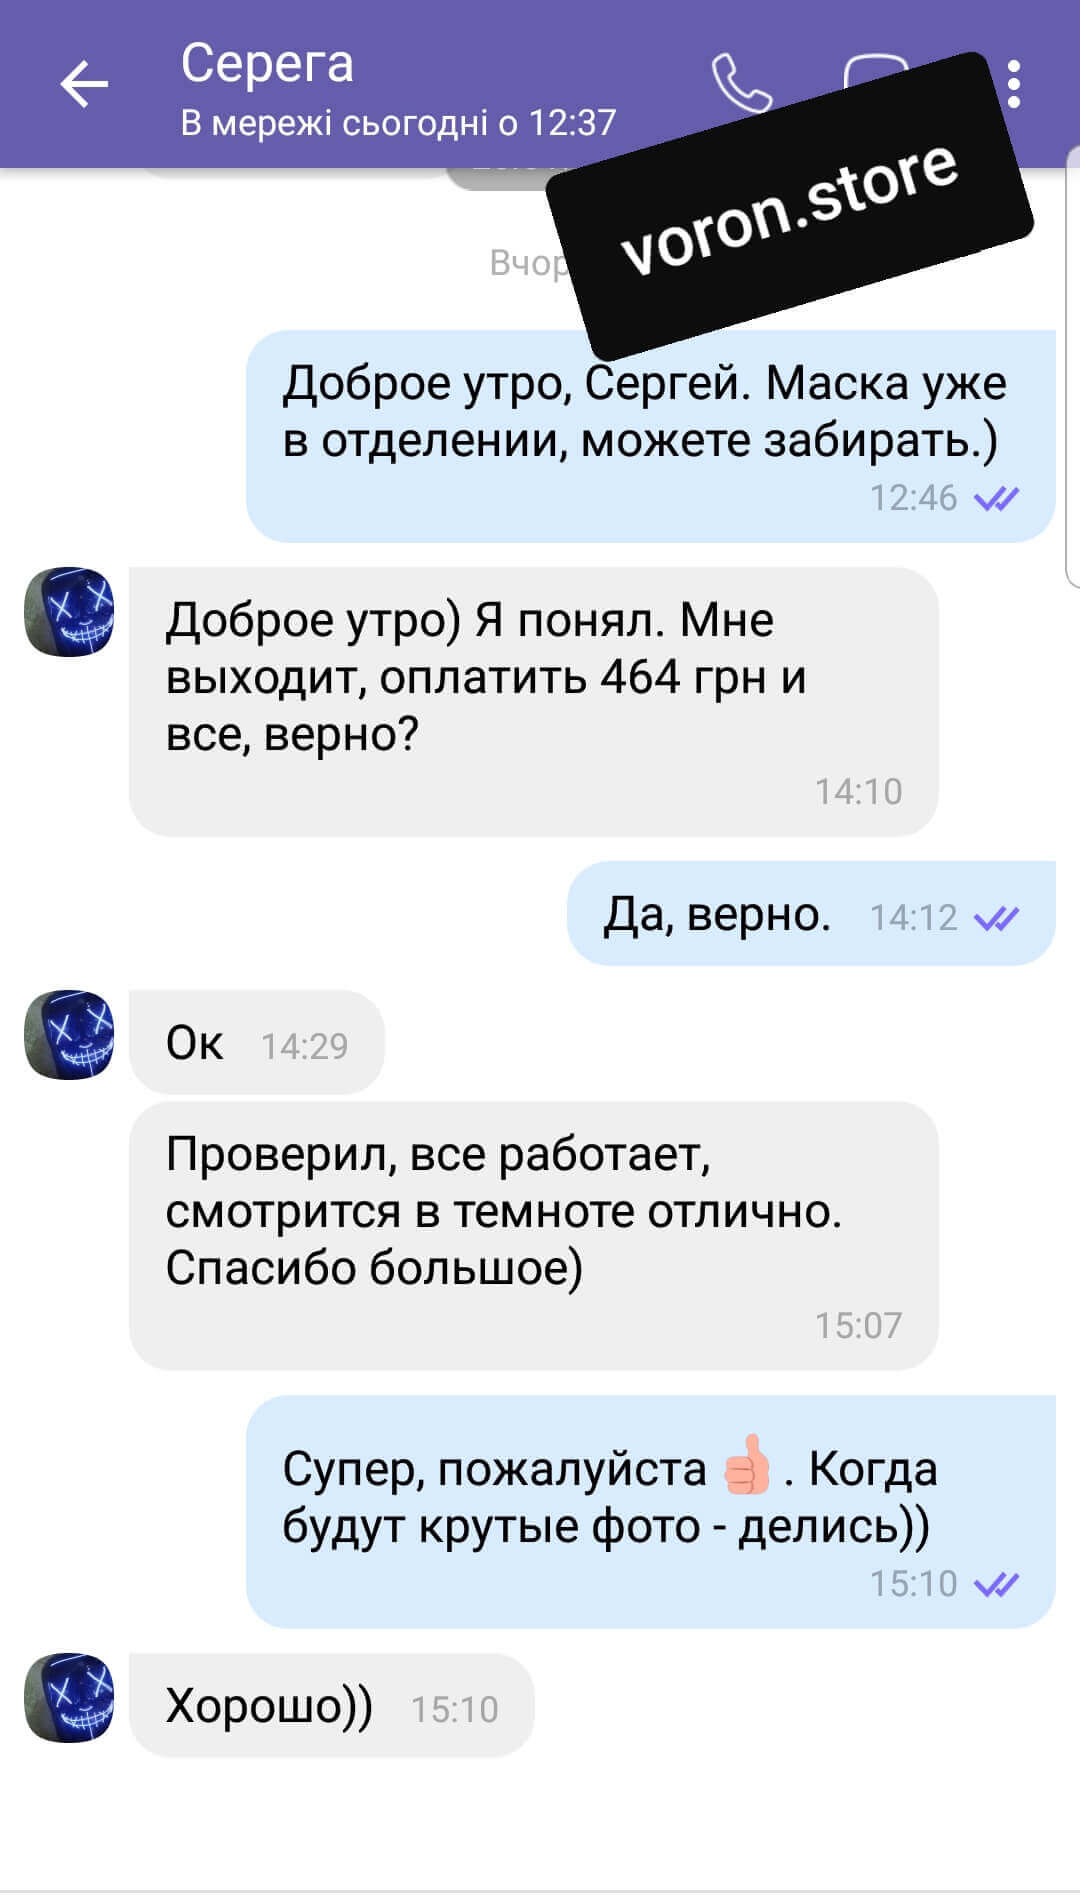 Серега
В мережі сьогодні о 12:37
voron.store
Доброе утро, Сергей. Маска уже
в отделении, можете забирать.)
12:46
Доброе утро) Я понял. Мне
выходит, оплатить 464 грн и
все, верно?
14:10
Да, верно. 14:12
Ок 14:29
Проверил, все работает,
смотрится в темноте отлично.
Спасибо большое)
15:07
Супер, пожалуйста 👍. Когда
будут крутые фото - делись))
15:10
Хорошо)) 15:10